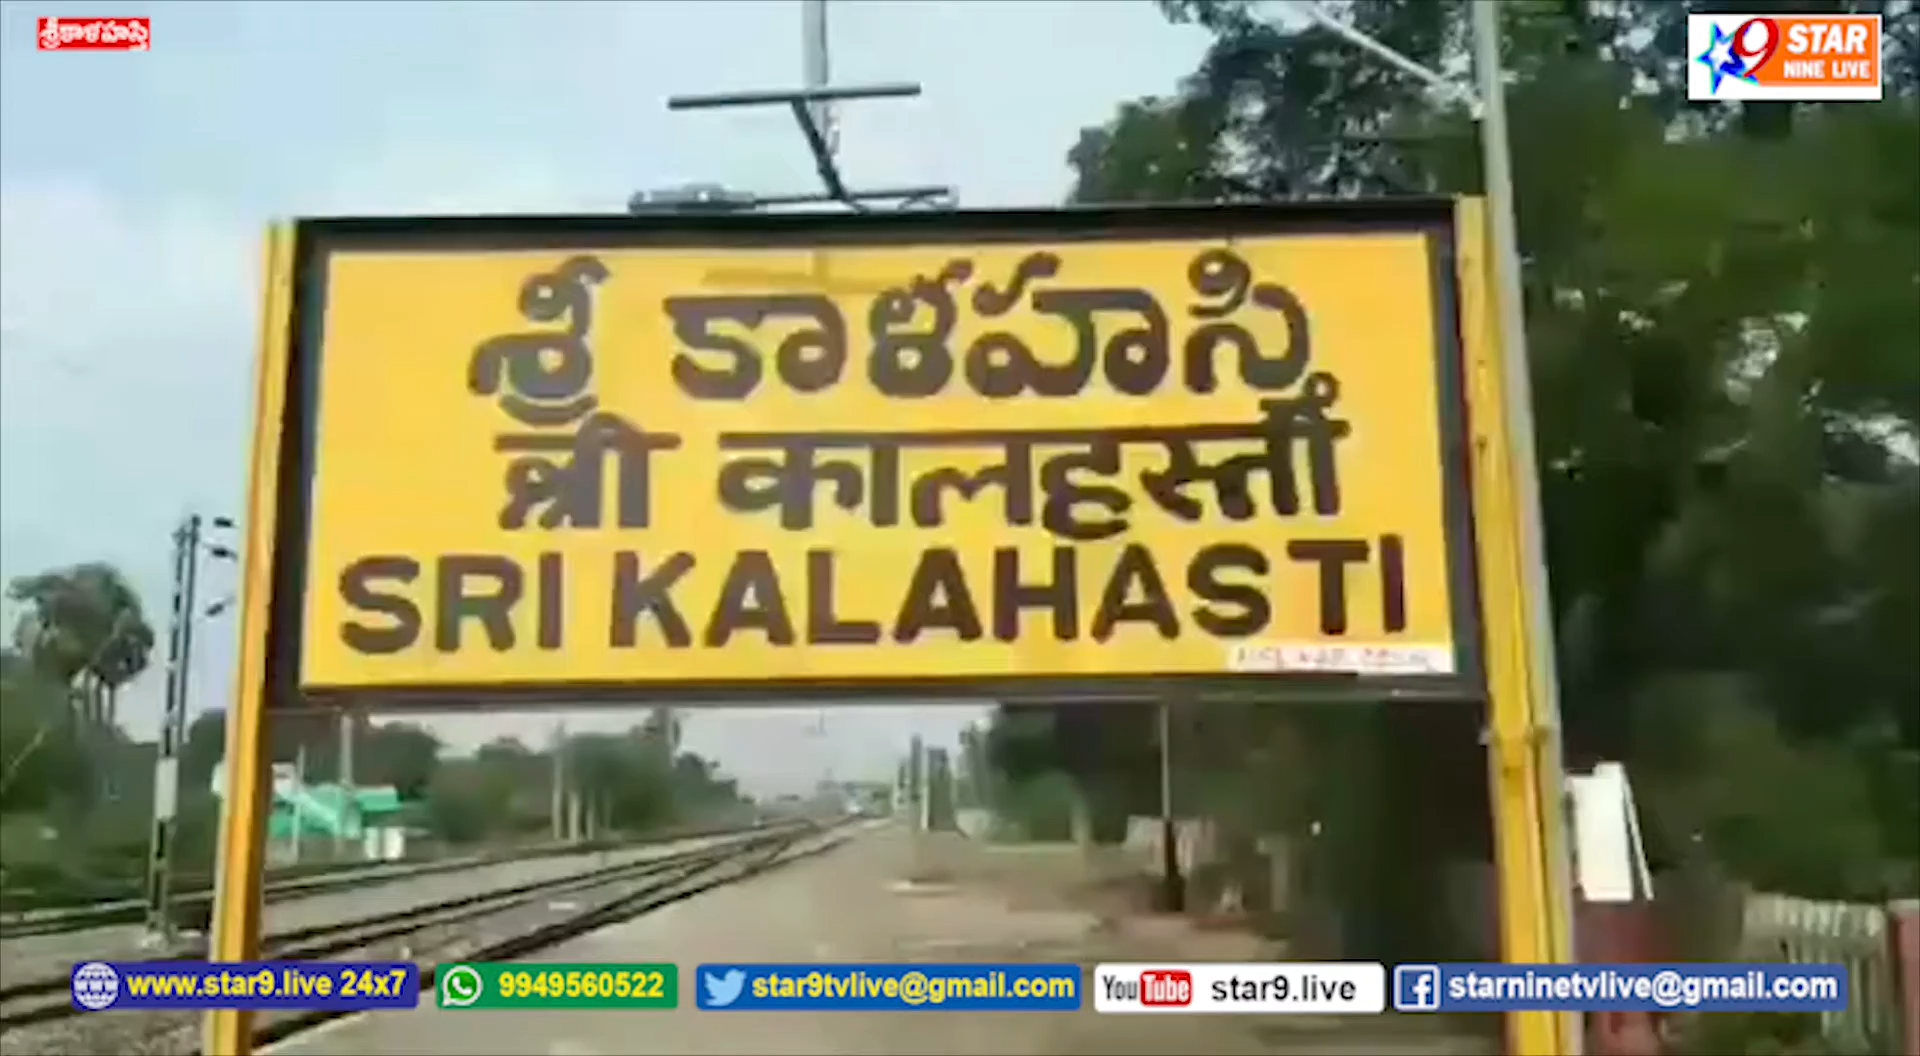 శ్రీకాళహస్తి
9 STAR
NINE LIVE
శ్రీ కాళహస్తి
श्री कालहस्ती
SRI KALAHASTI
www.star9.live 24x7
9949560522
star9tvlive@gmail.com
YouTube star9.live
starninetvlive@gmail.com